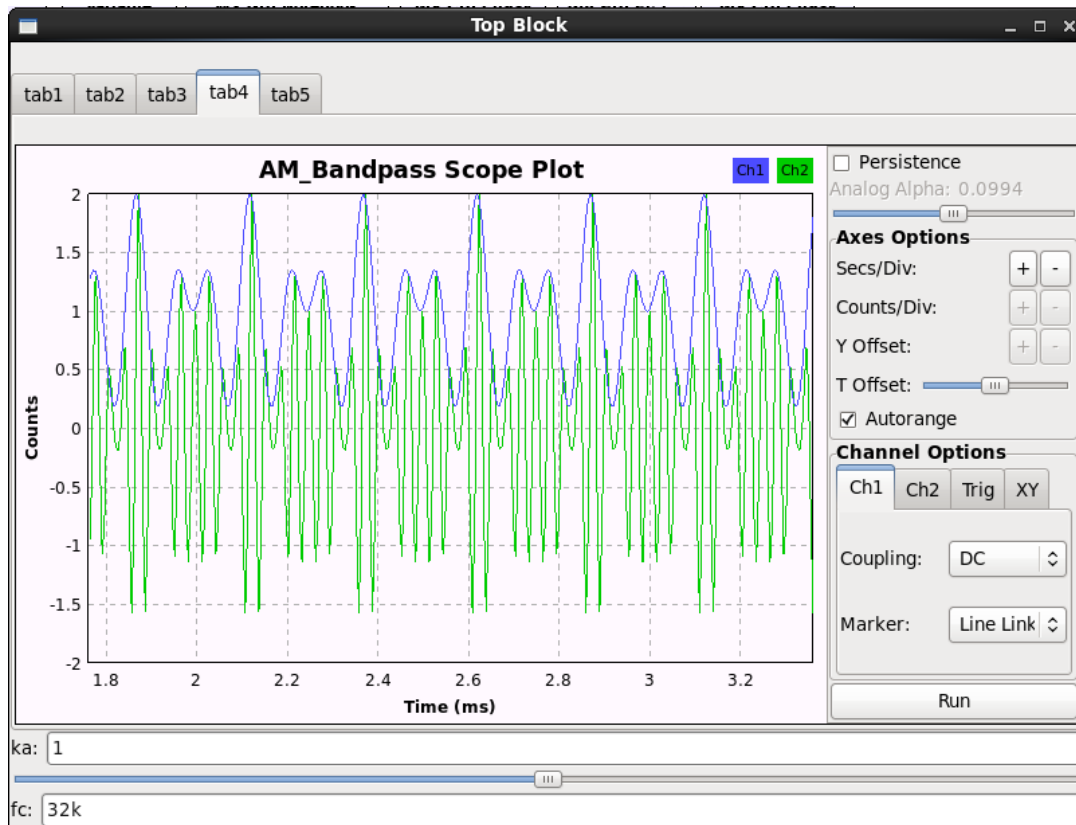 Top Block
tab1 tab2 tab3 tab4 tab5
AM_Bandpass Scope Plot
Ch1 Ch2
2
1.5
1
0.5
0
-0.5
-1
-1.5
-2
Counts
1.8 2 2.2 2.4 2.6 2.8 3 3.2
Time (ms)
Persistence
Analog Alpha: 0.0994
Axes Options
Secs/Div: + -
Counts/Div: + -
Y Offset: + -
T Offset:
Autorange
Channel Options
Ch1 Ch2 Trig XY
Coupling: DC
Marker: Line Link
Run
ka: 1
fc: 32k